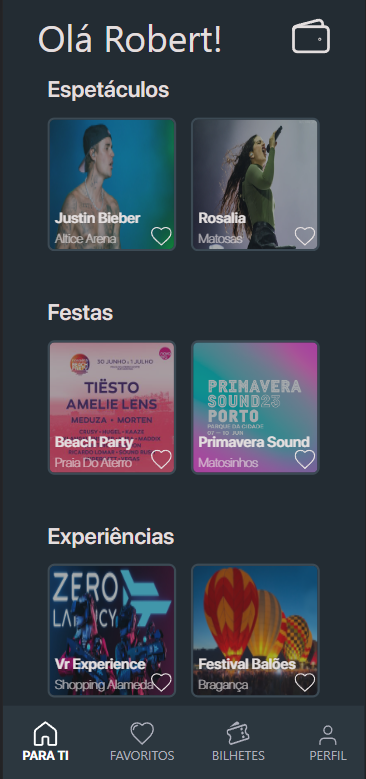 Olá Robert!
Espetáculos
Justin Bieber
Altice Arena
Rosalia
Matosas
Festas
30 JUNHO & 1 JULHO
BEACH PARTY
TIËSTO
AMELIE LENS
MEDUZA • MORTEN
Beach Party
Praia Do Aterro
PRIMAVERA
SOUND23
PORTO
PARQUE DA CIDADE
07 — 10 JUN
Primavera Sound
Matosinhos
Experiências
ZERO
LATENCY
Vr Experience
Shopping Alameda
Festival Balões
Bragança
PARA TI
FAVORITOS
BILHETES
PERFIL